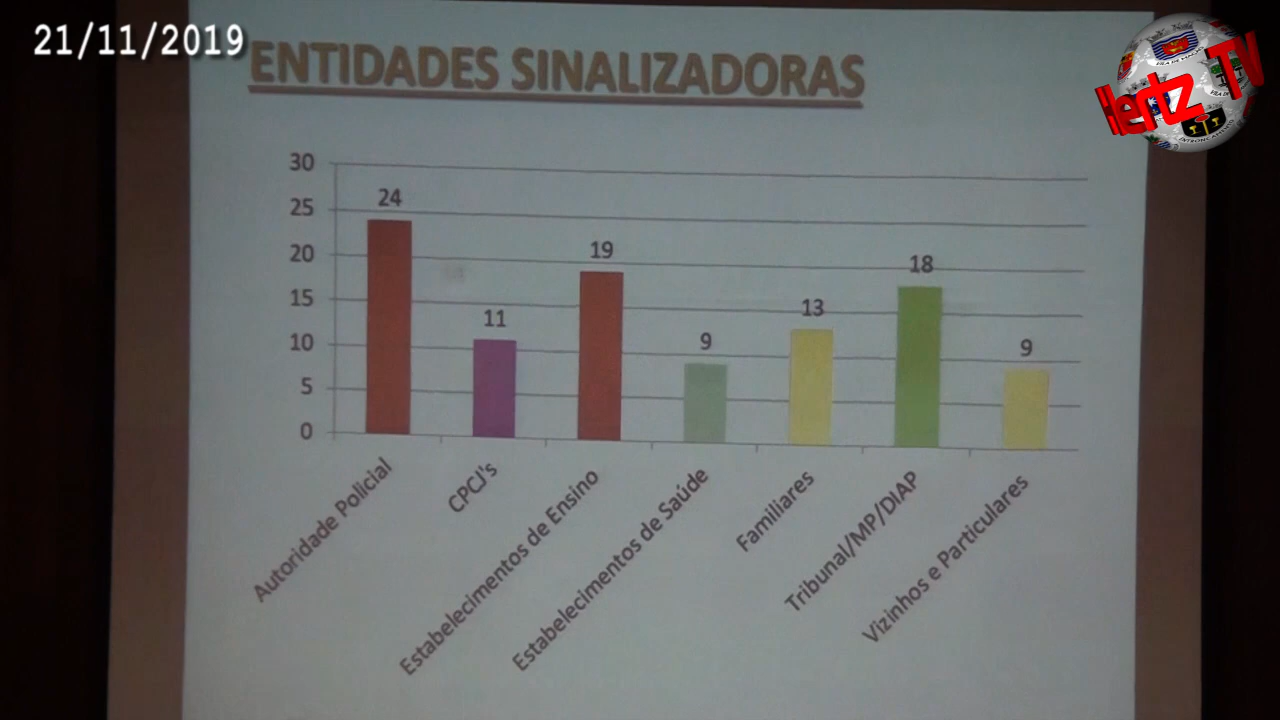 21/11/2019
ENTIDADES SINALIZADORAS
Hertz TV
30
25
20
15
10
5
0
24
11
19
9
13
18
9
Autoridade Policial
CPCJ's
Estabelecimentos de Ensino
Estabelecimentos de Saúde
Familiares
Tribunal/MP/DIAP
Vizinhos e Particulares